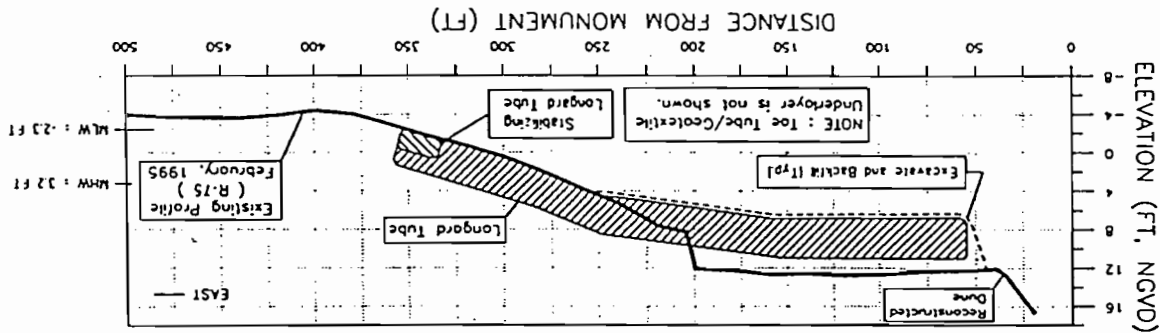 ELEVATION (FT, NGVD)
16
12
8
4
0
-4
-8
Reconstructed
Dune
EAST
Longard Tube
Existing Profile
( R-75 )
February, 1995
MHW : 3.2 FT
MLW : -2.3 FT
Excavate and Backfill (Typ.)
NOTE : Toe Tube/Geotextile
Underlayer is not shown.
Stabilizing
Longard Tube
0
50
100
150
200
250
300
350
400
450
500
DISTANCE FROM MONUMENT (FT)